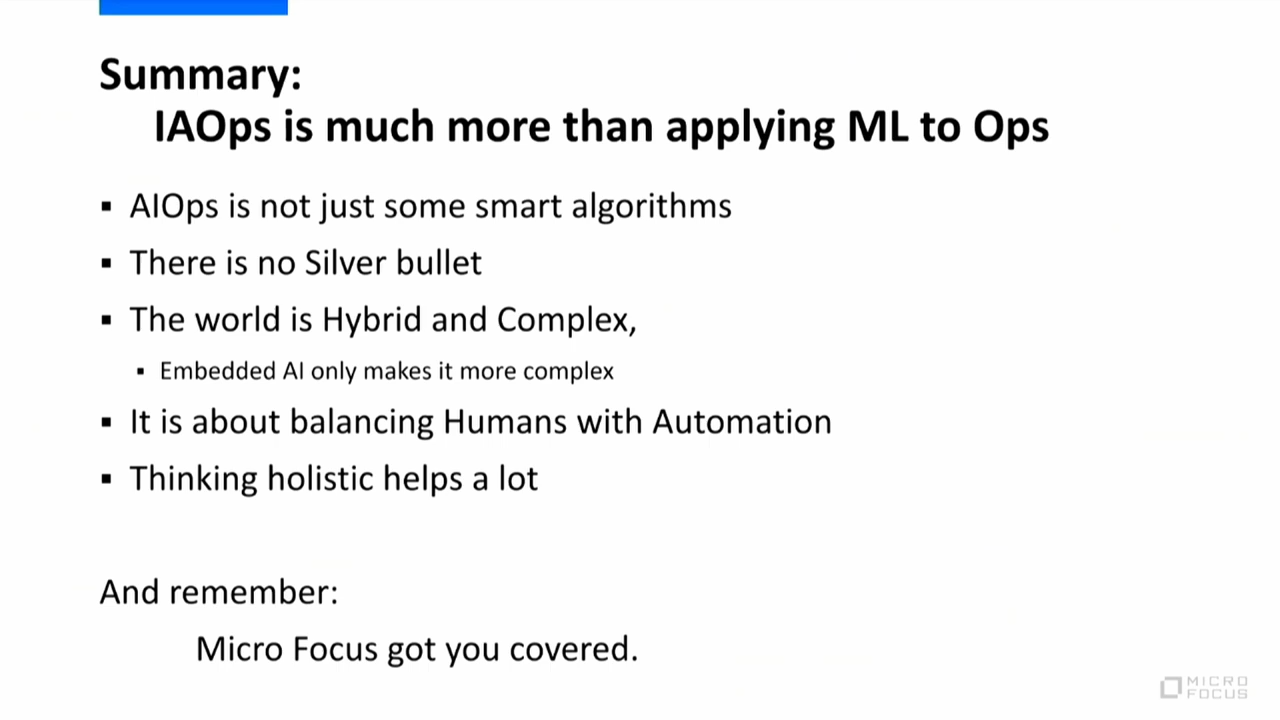 Summary:
IAOps is much more than applying ML to Ops
▪ AIOps is not just some smart algorithms
▪ There is no Silver bullet
▪ The world is Hybrid and Complex,
▪ Embedded AI only makes it more complex
▪ It is about balancing Humans with Automation
▪ Thinking holistic helps a lot
And remember:
Micro Focus got you covered.
MICRO
FOCUS